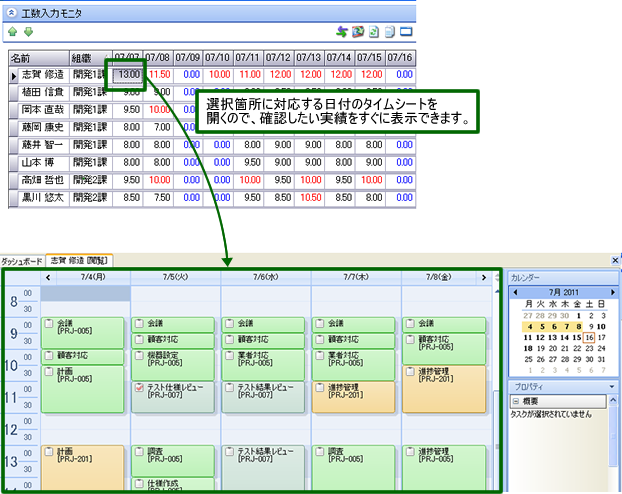 工数入力モニタ
名前 組織 07/07 07/08 07/09 07/10 07/11 07/12 07/13 07/14 07/15 07/16
志賀 修造 開発1課 13.00 11.50 0.00 10.00 11.00 12.00 12.00 12.00 12.00 0.00
植田 信貴 開発1課 9.00 9.00 0.00
岡本 直哉 開発1課 9.50 10.00
藤岡 康史 開発1課 8.00 7.00
藤井 智一 開発1課 8.00 8.00 0.00 0.00 8.00 9.00 9.00 8.00 9.00 0.00
山本 博 開発1課 8.00 8.00 0.00 0.00 9.50 9.00 9.00 8.00 9.00 0.00
高畑 哲也 開発2課 9.50 10.00 0.00 0.00 10.00 9.50 10.00 9.50 10.00 0.00
黒川 悠太 開発2課 8.50 7.50 0.00 0.00 9.50 8.50 10.50 8.50 8.00 0.00
選択箇所に対応する日付のタイムシートを
開くので、確認したい実績をすぐに表示できます。
ダッシュボード 志賀 修造 [閲覧]
7/4(月) 7/5(火) 7/6(水) 7/7(木) 7/8(金)
8 00
30
9 00
30
10 00
30
11 00
30
12 00
30
13 00
30
会議
[PRJ-005]
顧客対応
計画
[PRJ-005]
計画
[PRJ-201]
会議
顧客対応
機器設定
[PRJ-005]
テスト仕様レビュー
[PRJ-007]
調査
[PRJ-005]
仕様作成
会議
顧客対応
業者対応
[PRJ-005]
テスト結果レビュー
[PRJ-007]
テスト結果レビュー
[PRJ-007]
会議
顧客対応
業者対応
[PRJ-005]
進捗管理
[PRJ-201]
調査
[PRJ-005]
会議
顧客対応
[PRJ-005]
進捗管理
[PRJ-201]
進捗管理
[PRJ-005]
カレンダー
7月 2011
月 火 水 木 金 土 日
27 28 29 30 1 2 3
4 5 6 7 8 9 10
11 12 13 14 15 16 17
18 19 20 21 22 23 24
25 26 27 28 29 30 31
1 2 3 4 5 6 7
プロパティ
概要
タスクが選択されていません